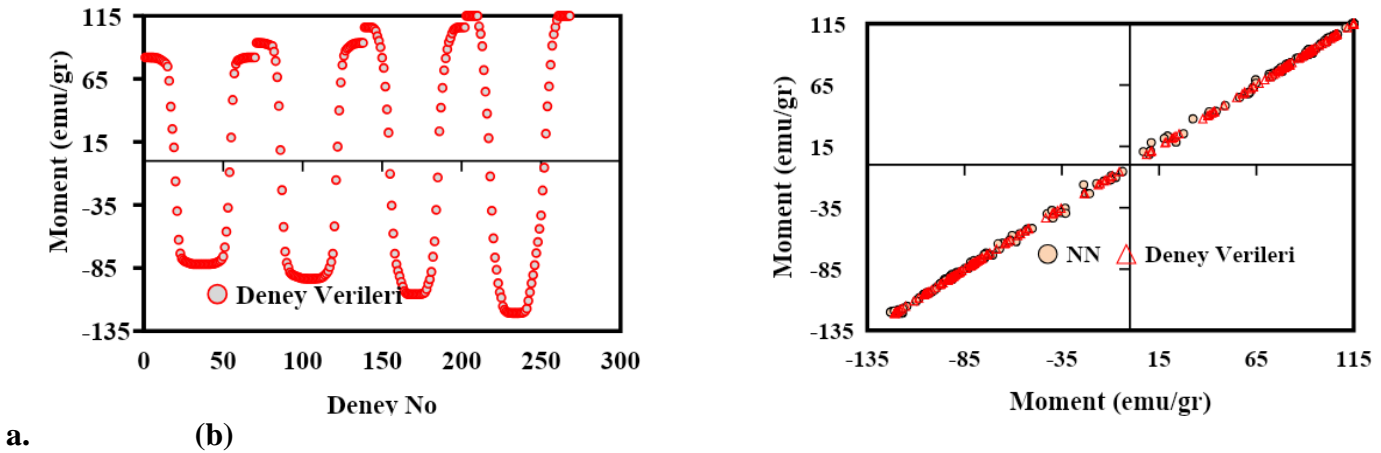 Moment (emu/gr)
115
65
15
-35
-85
-135
Deney Verileri
0 50 100 150 200 250 300
Deney No
Moment (emu/gr)
115
65
15
-35
-85
-135
NN Deney Verileri
-135 -85 -35 15 65 115
Moment (emu/gr)
a. (b)